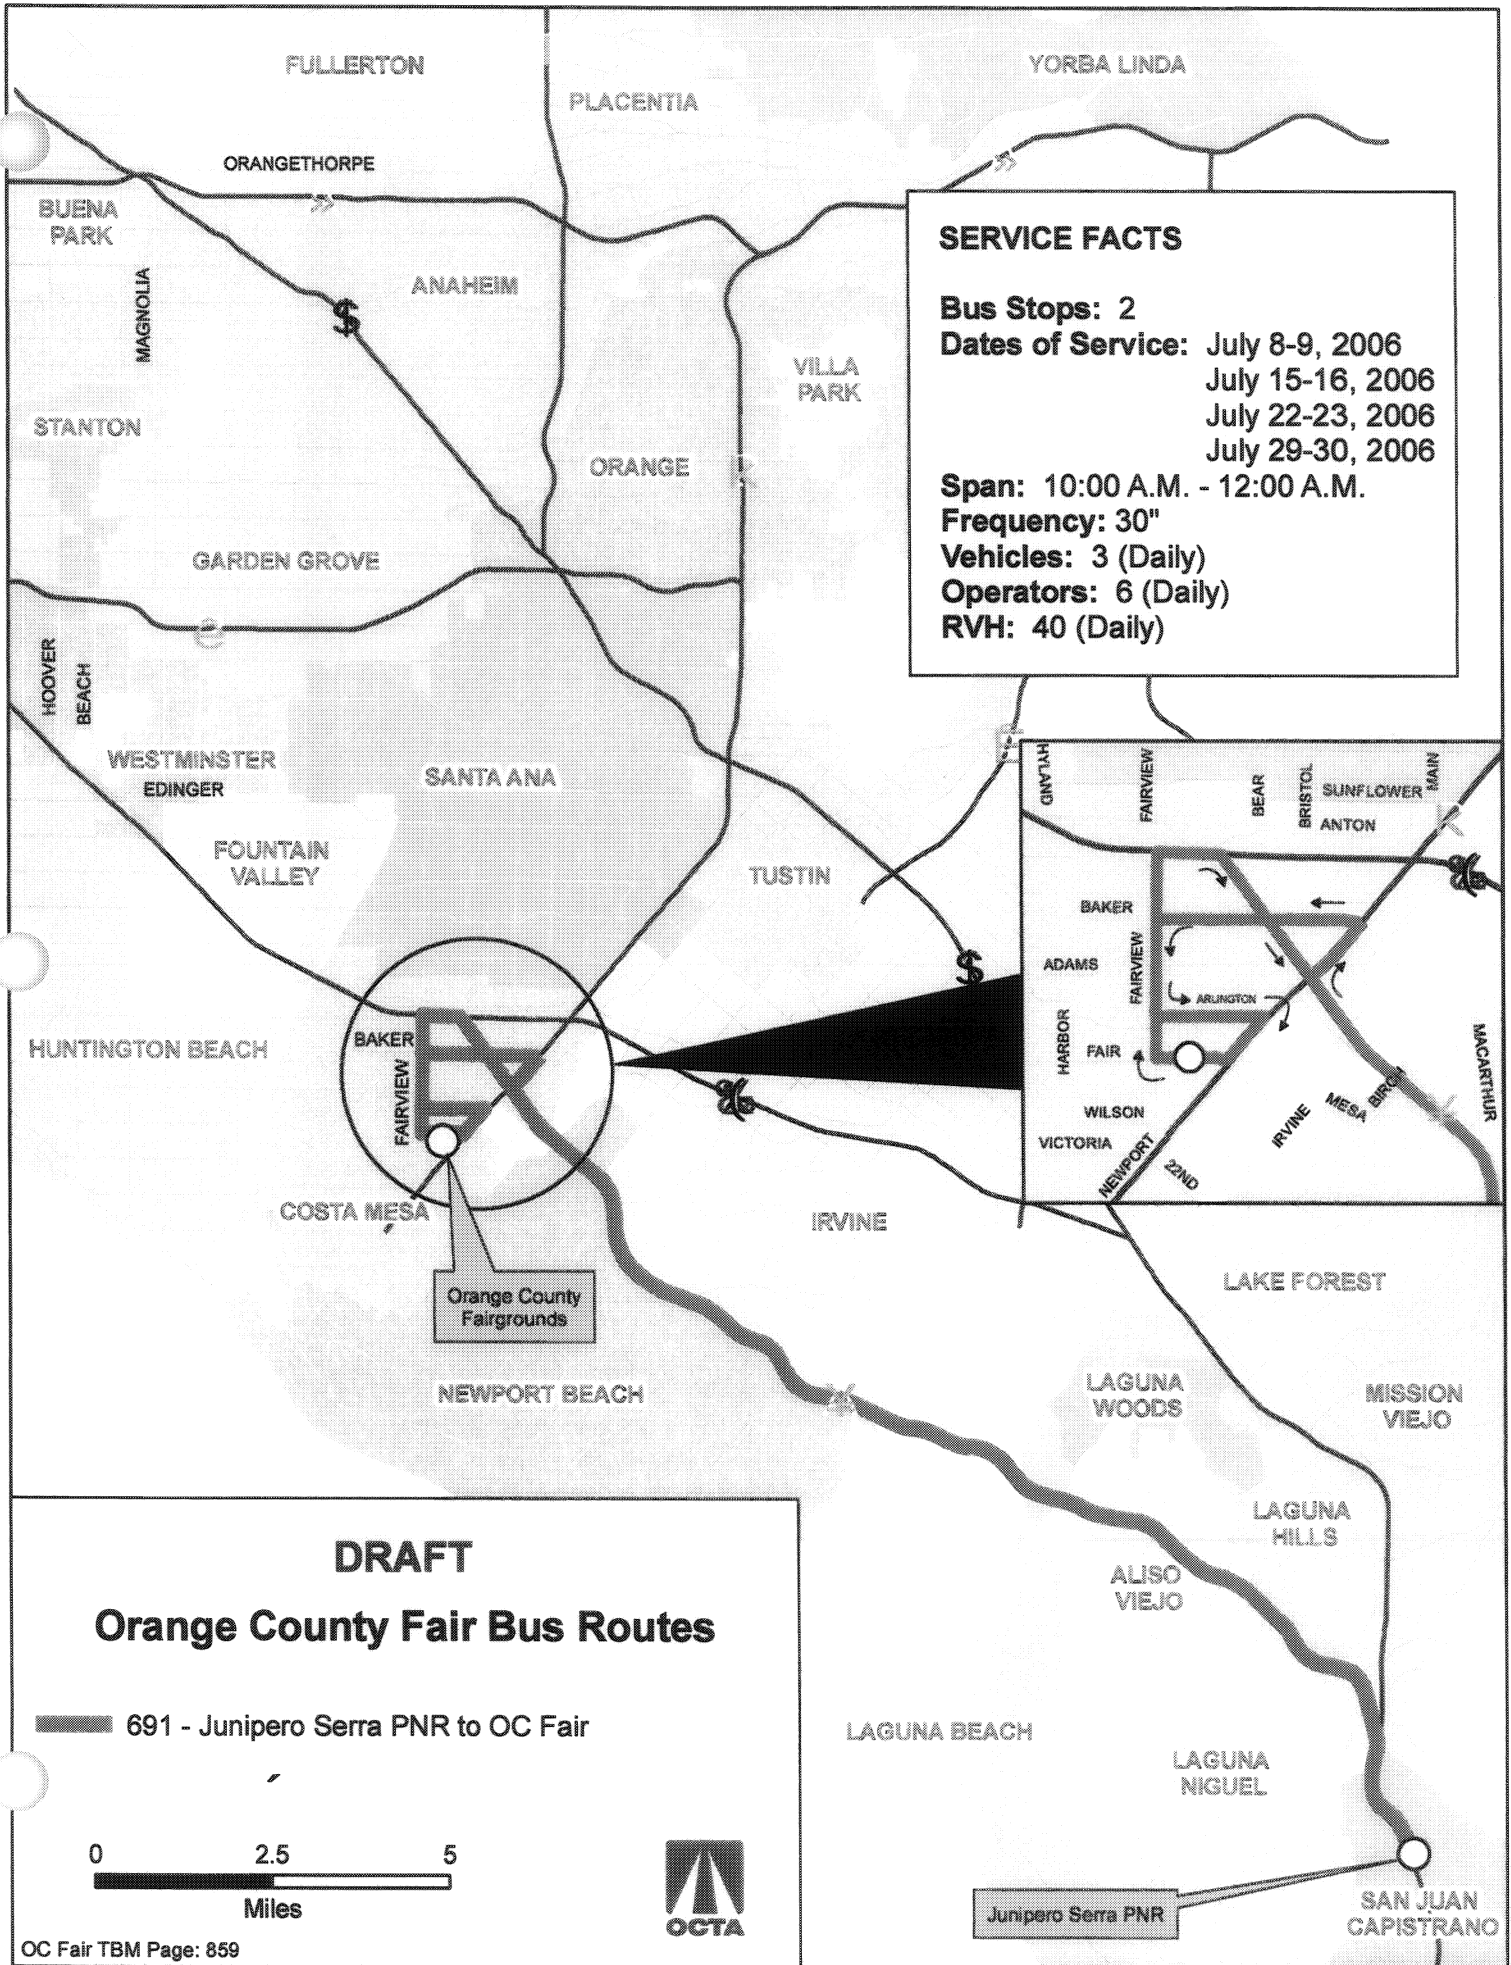 FULLERTON
YORBA LINDA
PLACENTIA
ORANGETHORPE
BUENA
PARK
MAGNOLIA
ANAHEIM
$
SERVICE FACTS
Bus Stops: 2
Dates of Service: July 8-9, 2006
July 15-16, 2006
July 22-23, 2006
July 29-30, 2006
Span: 10:00 A.M. - 12:00 A.M.
Frequency: 30"
Vehicles: 3 (Daily)
Operators: 6 (Daily)
RVH: 40 (Daily)
VILLA
PARK
STANTON
ORANGE
GARDEN GROVE
e
HOOVER
BEACH
WESTMINSTER
EDINGER
SANTA ANA
FOUNTAIN
VALLEY
TUSTIN
$
HUNTINGTON BEACH
BAKER
FAIRVIEW
COSTA MESA
IRVINE
Orange County
Fairgrounds
HYLAND
FAIRVIEW
BEAR
BRISTOL
SUNFLOWER
MAIN
ANTON
BAKER
ADAMS
FAIRVIEW
ARLINGTON
HARBOR
FAIR
MACARTHUR
WILSON
VICTORIA
NEWPORT
22ND
IRVINE
MESA
BIRCH
LAKE FOREST
NEWPORT BEACH
LAGUNA
WOODS
MISSION
VIEJO
LAGUNA
HILLS
ALISO
VIEJO
LAGUNA BEACH
LAGUNA
NIGUEL
Junipero Serra PNR
SAN JUAN
CAPISTRANO
DRAFT
Orange County Fair Bus Routes
691 - Junipero Serra PNR to OC Fair
0 2.5 5
Miles
OCTA
OC Fair TBM Page: 859